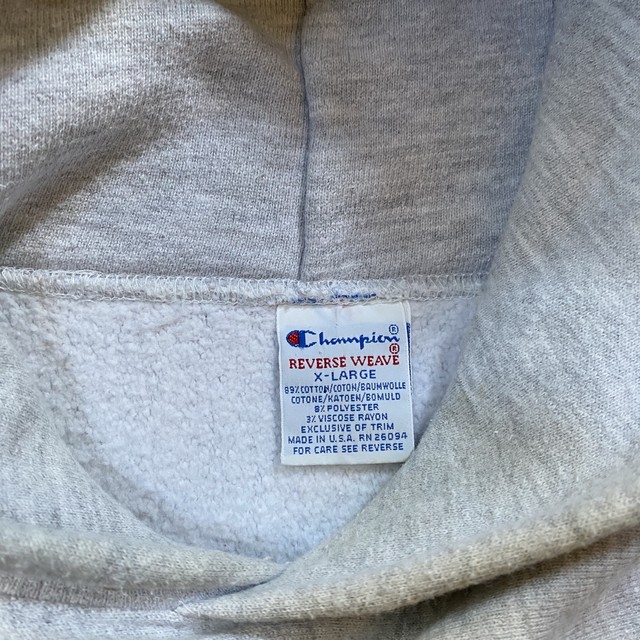 Champion®
REVERSE WEAVE®
X-LARGE
89% COTTON/COTON/BAUMWOLLE
COTONE/KATOEN/BOMULD
8% POLYESTER
3% VISCOSE RAYON
EXCLUSIVE OF TRIM
MADE IN U.S.A. RN 26094
FOR CARE SEE REVERSE